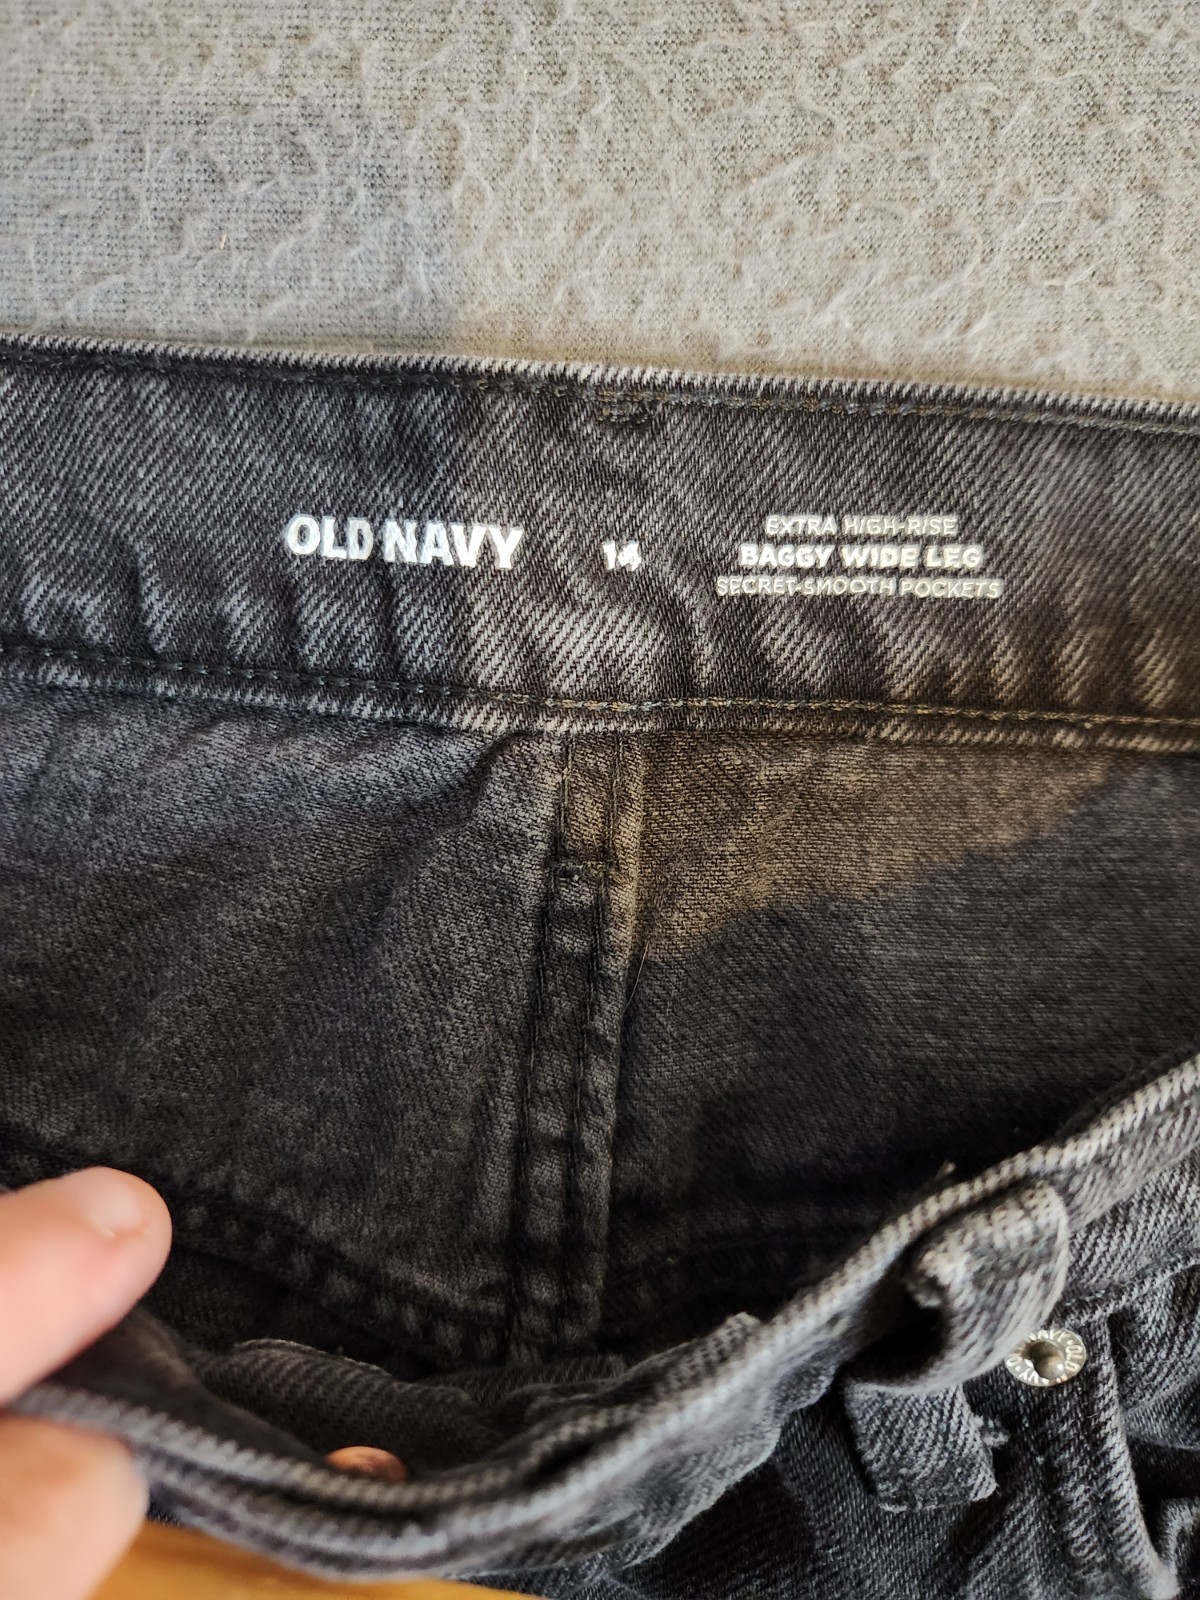 OLD NAVY
14
EXTRA HIGH-RISE
BAGGY WIDE LEG
SECRET-SMOOTH POCKETS